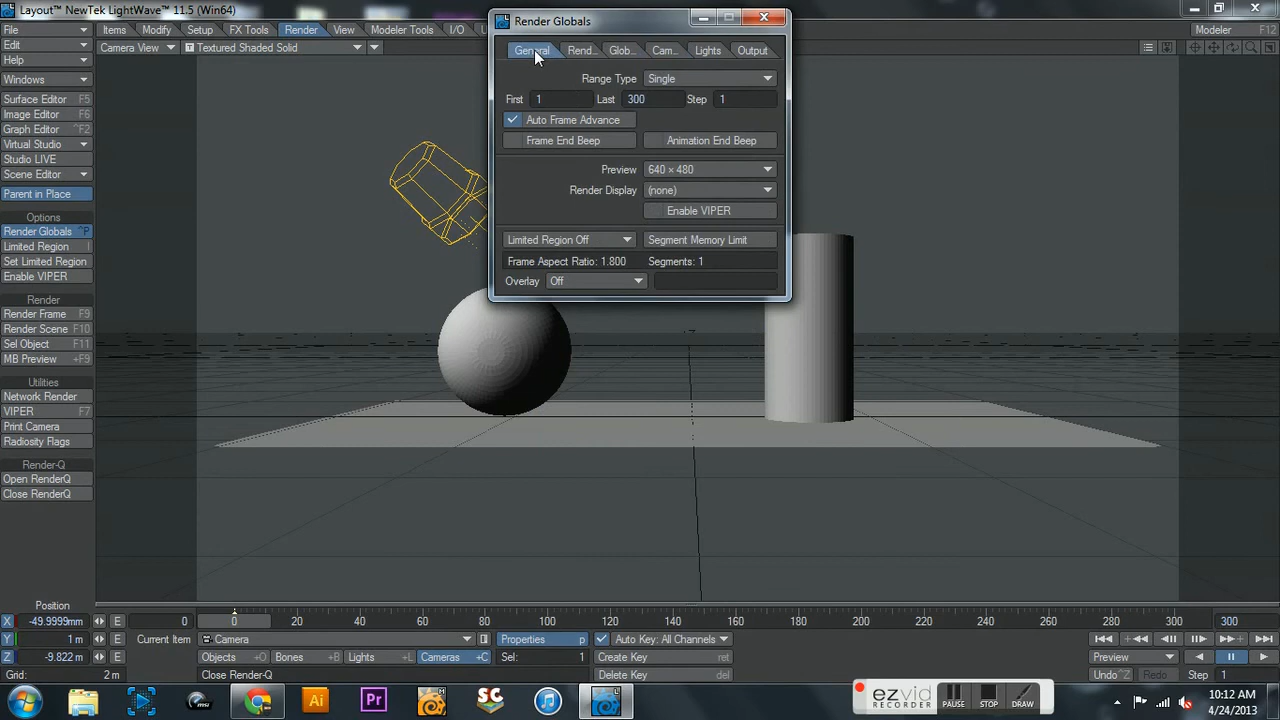 Layout™ NewTek LightWave™ 11.5 (Win64)
File
Edit
Help
Windows
Surface Editor F5
Image Editor F6
Graph Editor ^F2
Virtual Studio
Studio LIVE
Scene Editor
Parent in Place
Options
Render Globals ^P
Limited Region l
Set Limited Region
Enable VIPER
Render
Render Frame F9
Render Scene F10
Sel Object F11
MB Preview +F9
Utilities
Network Render
VIPER F7
Print Camera
Radiosity Flags
Render-Q
Open RenderQ
Close RenderQ
Items Modify Setup FX Tools Render View Modeler Tools I/O U
Modeler F12
Camera View Textured Shaded Solid
Render Globals
General Rend... Glob... Cam... Lights Output
Range Type Single
First 1 Last 300 Step 1
Auto Frame Advance
Frame End Beep Animation End Beep
Preview 640 × 480
Render Display (none)
Enable VIPER
Limited Region Off Segment Memory Limit
Frame Aspect Ratio: 1.800 Segments: 1
Overlay Off
Position
X -49.9999mm E
Y 1 m E
Z -9.822 m E
Grid: 2 m
0 0 20 40 60 80 100 120 140 160 180 200 220 240 260 280 300 300
Current Item Camera Properties p Auto Key: All Channels
Objects +O Bones +B Lights +L Cameras +C Sel: 1 Create Key ret
Close Render-Q Delete Key del
Preview
Undo ^Z Redo Step 1
Ai Pr SC
ezvid
RECORDER
PAUSE STOP DRAW
10:12 AM
4/24/2013